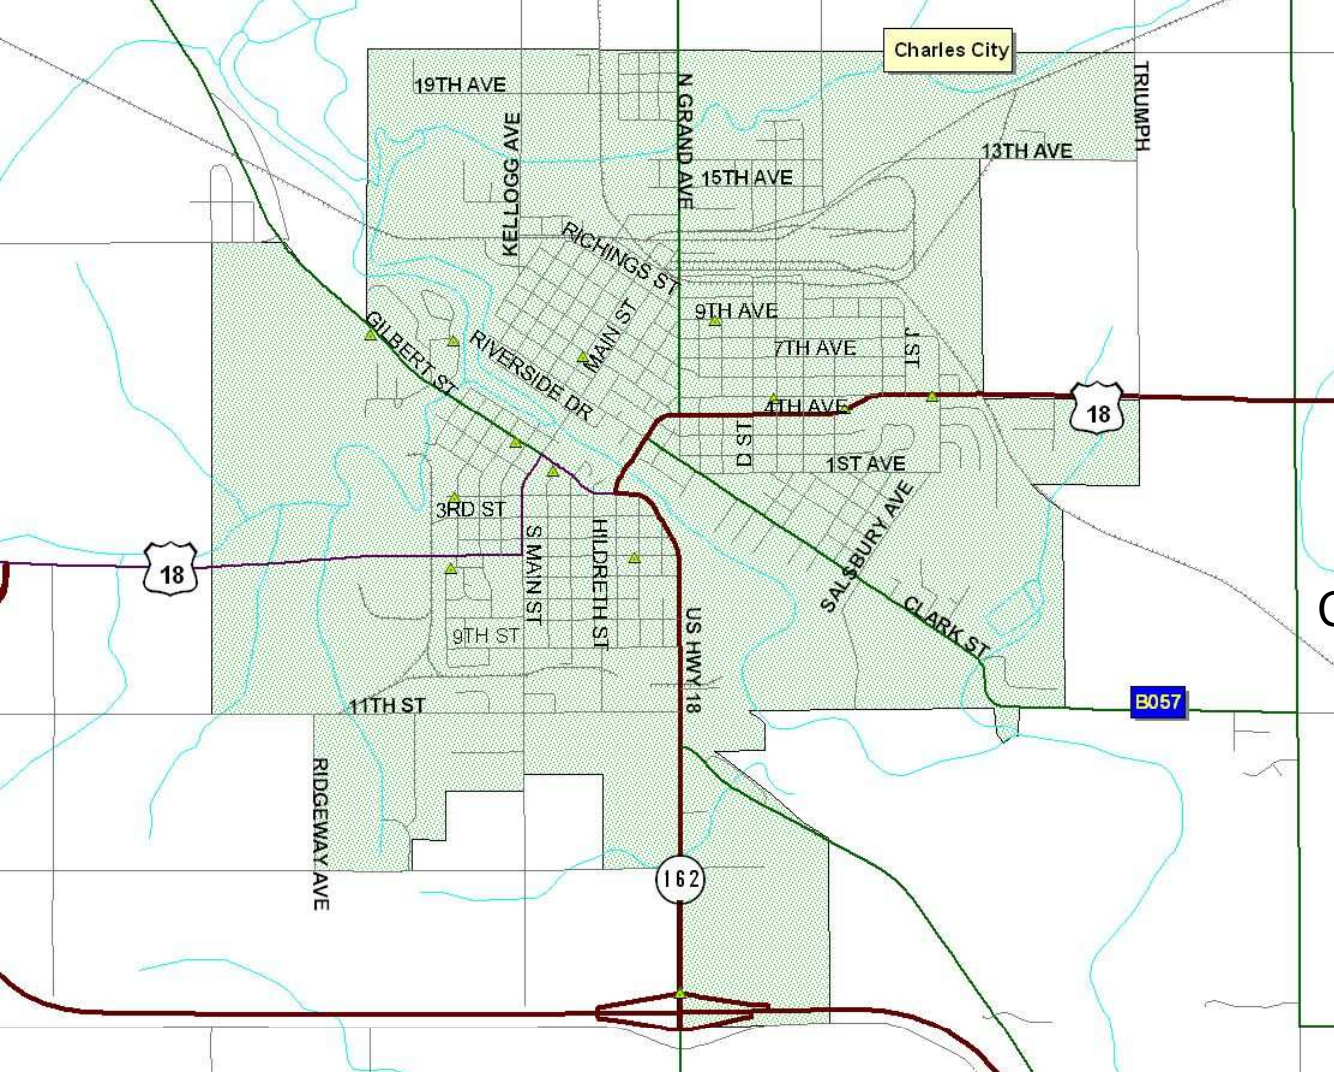 Charles City
19TH AVE
N GRAND AVE
TRIUMPH
KELLOGG AVE
13TH AVE
15TH AVE
RICHINGS ST
9TH AVE
MAIN ST
GILBERT ST
RIVERSIDE DR
7TH AVE
J ST
4TH AVE
18
D ST
1ST AVE
3RD ST
SALSBURY AVE
18
S MAIN ST
HILDRETH ST
CLARK ST
C
9TH ST
US HWY 18
11TH ST
B057
RIDGEWAY AVE
162